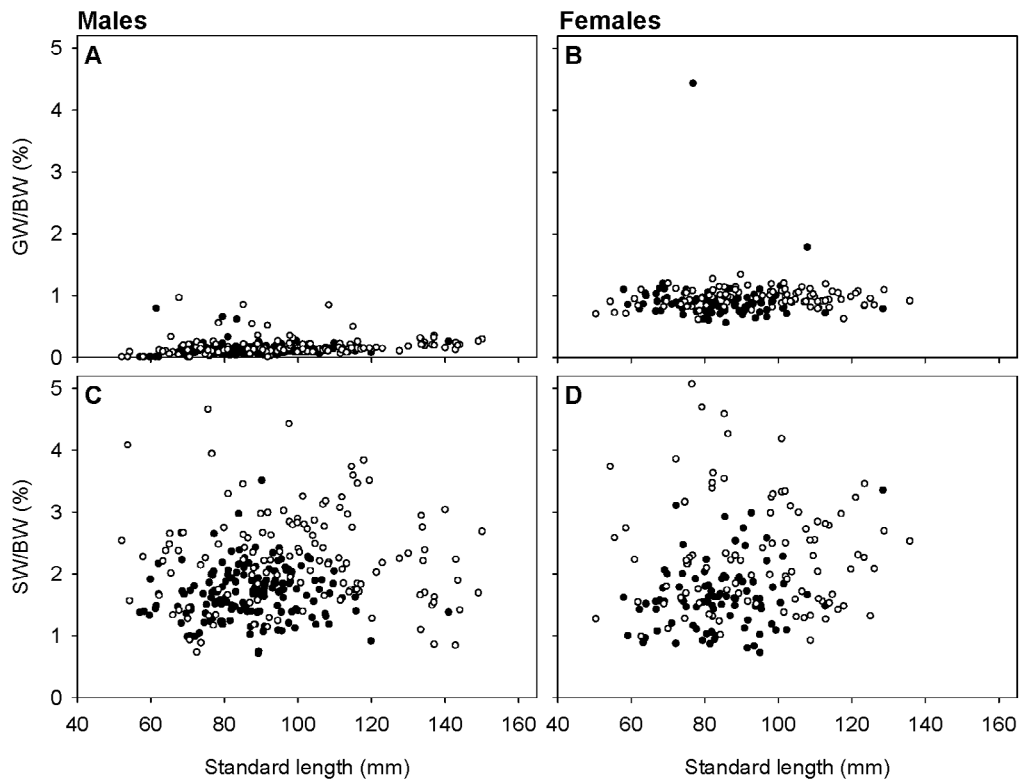 Males Females
A B
5
4
3
2
1
0
GW/BW (%)
C D
5
4
3
2
1
0
SW/BW (%)
40 60 80 100 120 140 160 40 60 80 100 120 140 160
Standard length (mm) Standard length (mm)